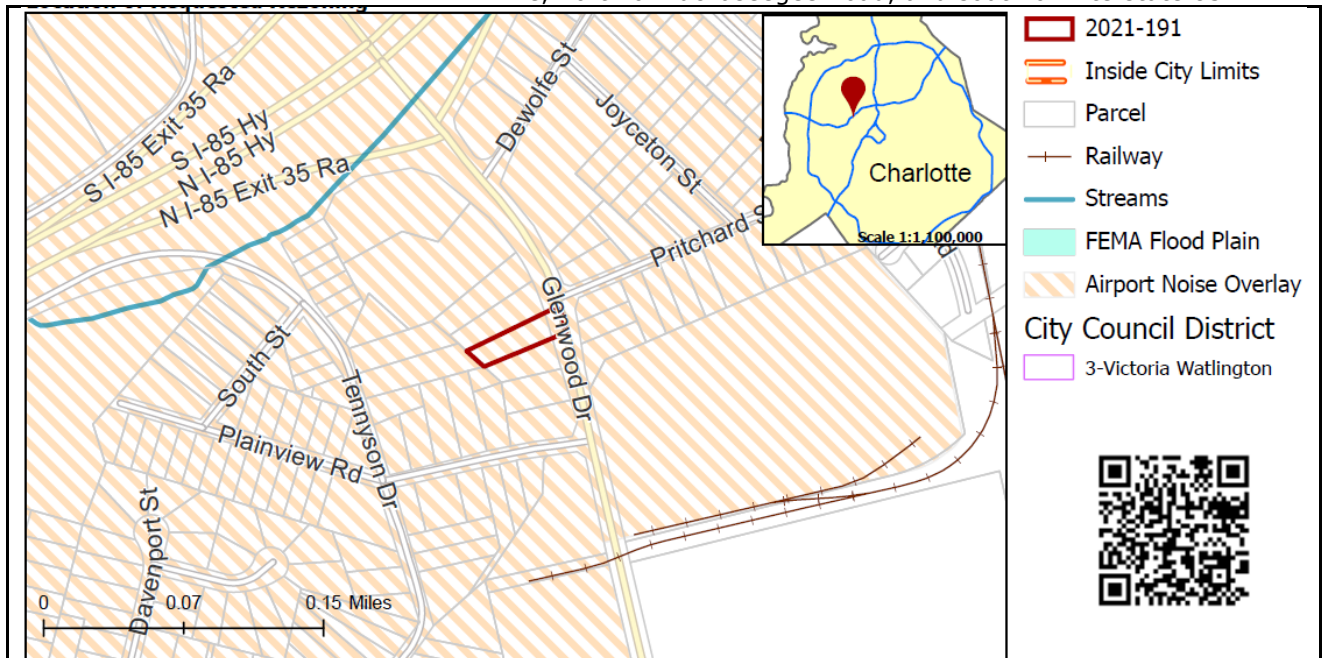 2021-191
Inside City Limits
Parcel
Railway
Streams
FEMA Flood Plain
Airport Noise Overlay
City Council District
3-Victoria Watlington
Charlotte
Scale 1:1,100,000
S I-85 Exit 35 Ra
S I-85 Hy
N I-85 Hy
N I-85 Exit 35 Ra
Dewolfe St
Joyceton St
Pritchard S
Glenwood Dr
South St
Tennyson Dr
Plainview Rd
Davenport St
0 0.07 0.15 Miles